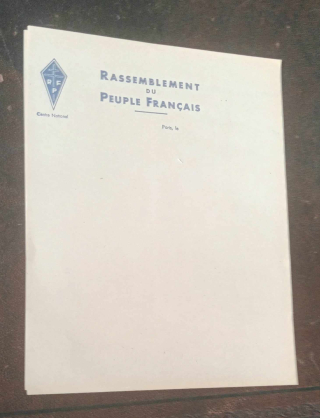 RASSEMBLEMENT
DU
PEUPLE FRANÇAIS
R F
P
Paris, le